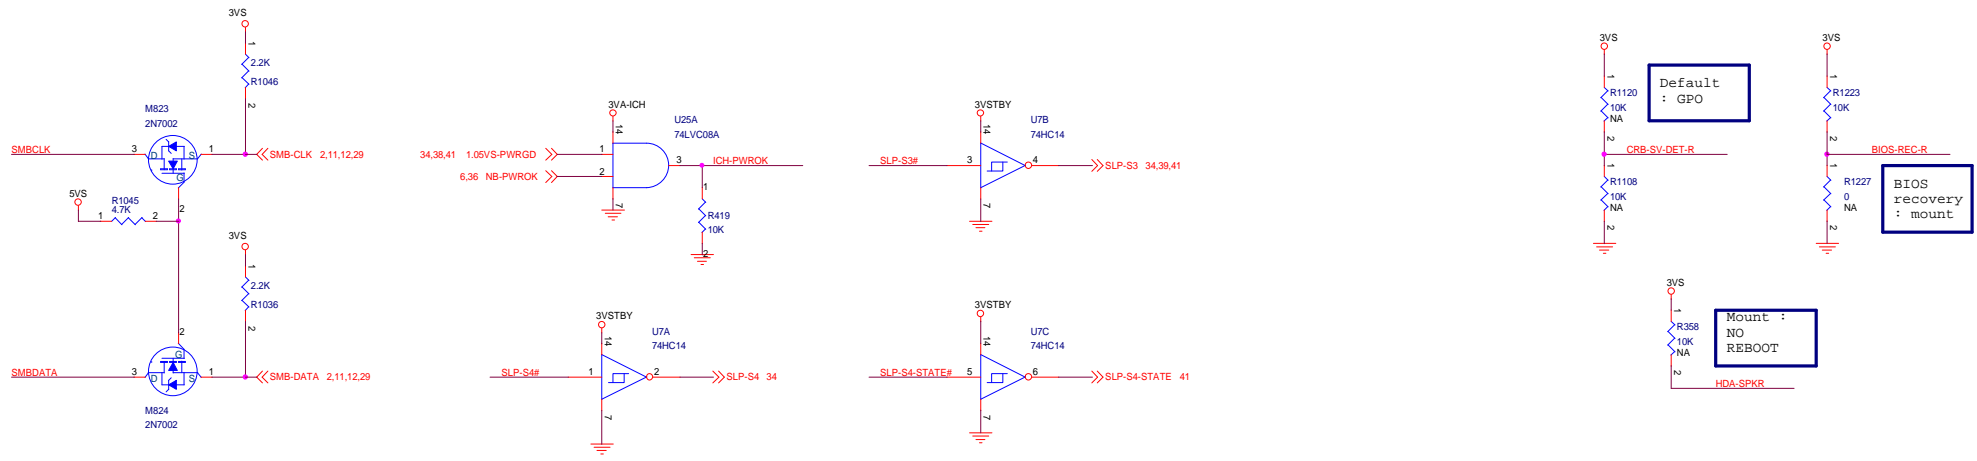 3VS
1
2.2K
R1046
2
M823
2N7002
SMBCLK
3
D
S
G
1
SMB-CLK 2,11,12,29
2
5VS
R1045
4.7K
1
2
3VS
1
2.2K
R1036
2
2
G
D
S
SMBDATA
3
1
SMB-DATA 2,11,12,29
M824
2N7002
3VA-ICH
14
U25A
74LVC08A
34,38,41 1.05VS-PWRGD
1
6,36 NB-PWROK
2
3
ICH-PWROK
7
1
R419
10K
2
3VSTBY
14
U7A
74HC14
SLP-S4#
1
2
SLP-S4 34
7
3VSTBY
14
U7B
74HC14
SLP-S3#
3
4
SLP-S3 34,39,41
7
3VSTBY
14
U7C
74HC14
SLP-S4-STATE#
5
6
SLP-S4-STATE 41
7
3VS
1
R1120
10K
NA
2
Default
: GPO
CRB-SV-DET-R
1
R1108
10K
NA
2
3VS
1
R1223
10K
2
BIOS-REC-R
1
R1227
0
NA
2
BIOS
recovery
: mount
3VS
1
R358
10K
NA
2
Mount :
NO
REBOOT
HDA-SPKR